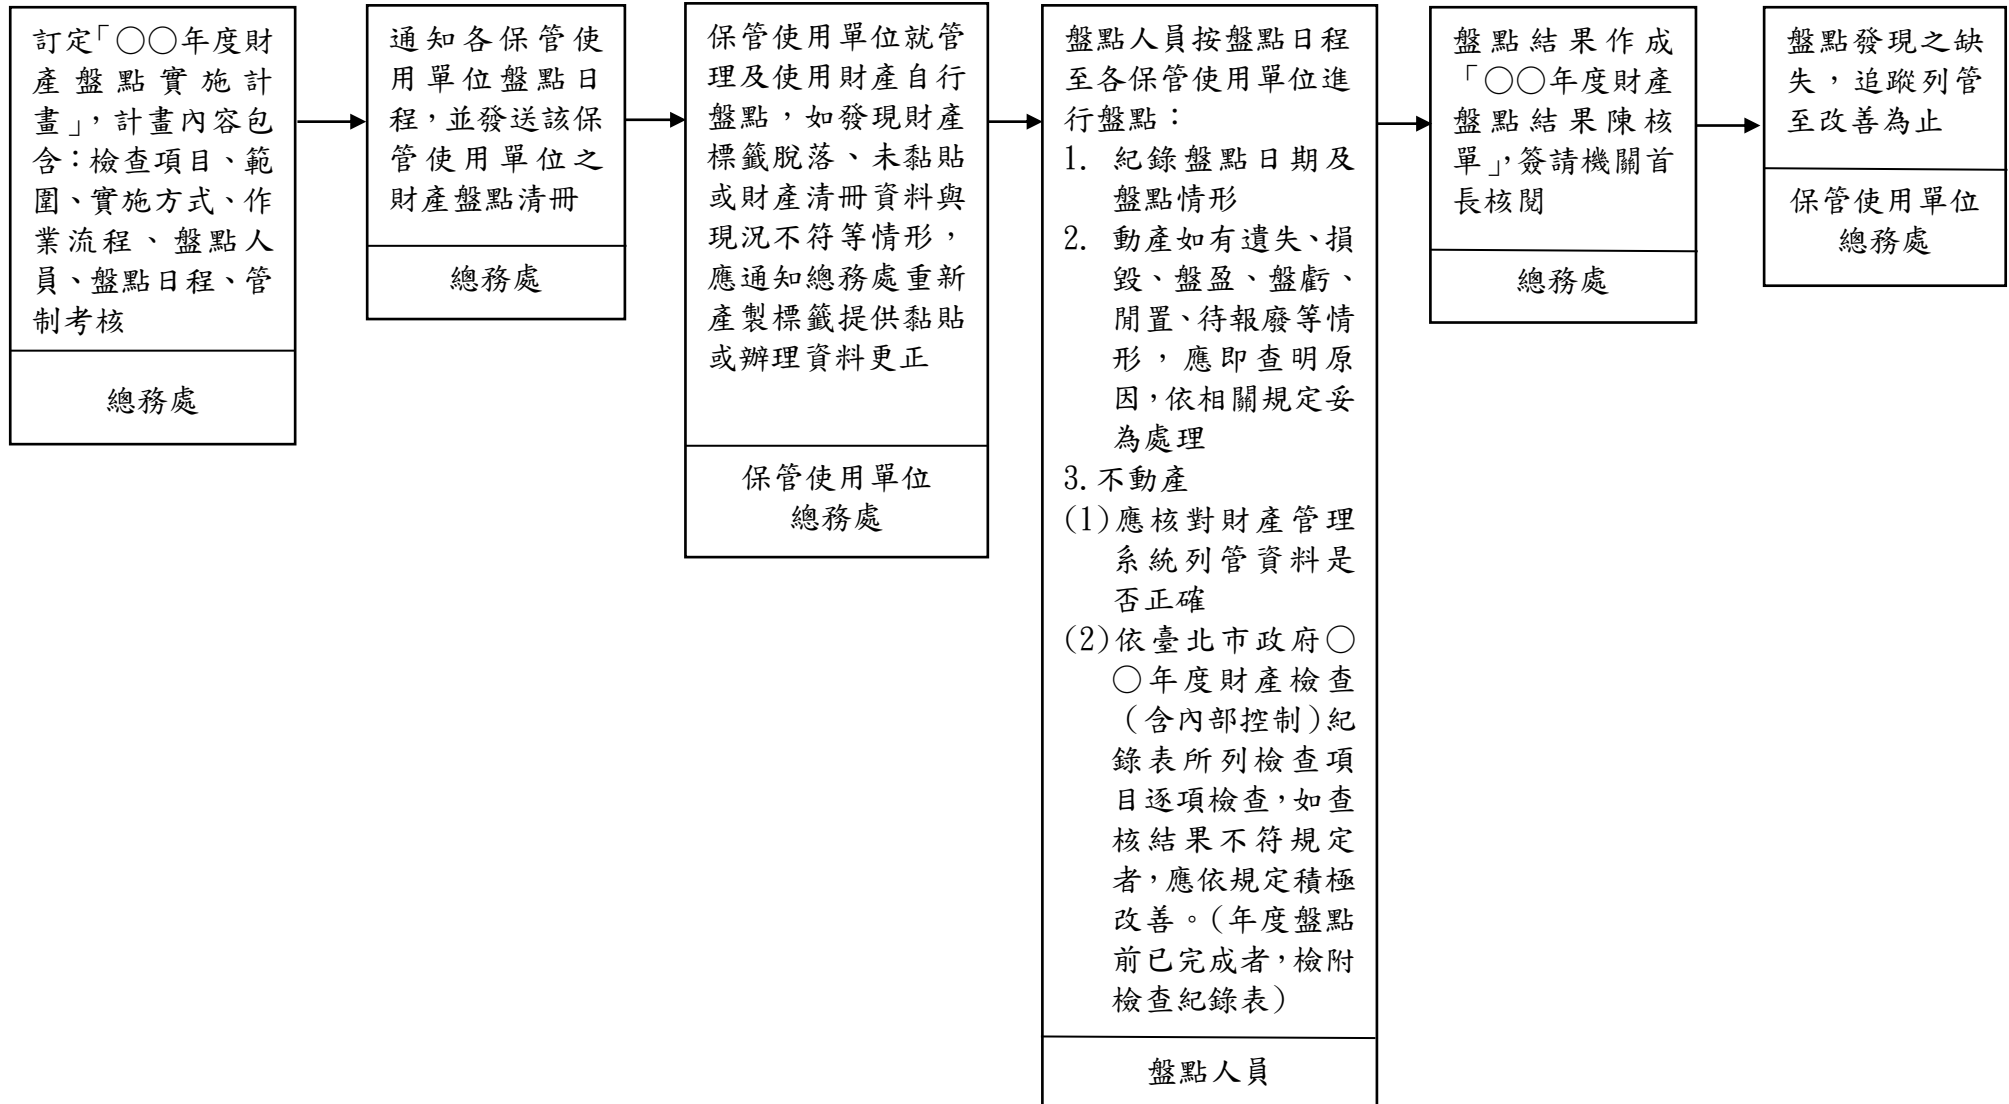 訂定「○○年度財
產盤點實施計
畫」，計畫內容包
含：檢查項目、範
圍、實施方式、作
業流程、盤點人
員、盤點日程、管
制考核
總務處
通知各保管使
用單位盤點日
程，並發送該保
管使用單位之
財產盤點清冊
總務處
保管使用單位就管
理及使用財產自行
盤點，如發現財產
標籤脫落、未黏貼
或財產清冊資料與
現況不符等情形，
應通知總務處重新
產製標籤提供黏貼
或辦理資料更正
保管使用單位
總務處
盤點人員按盤點日程
至各保管使用單位進
行盤點：
1. 紀錄盤點日期及
盤點情形
2. 動產如有遺失、損
毀、盤盈、盤虧、
閒置、待報廢等情
形，應即查明原
因，依相關規定妥
為處理
3.不動產
(1)應核對財產管理
系統列管資料是
否正確
(2)依臺北市政府○
○年度財產檢查
（含內部控制）紀
錄表所列檢查項
目逐項檢查，如查
核結果不符規定
者，應依規定積極
改善。（年度盤點
前已完成者，檢附
檢查紀錄表）
盤點人員
盤點結果作成
「○○年度財產
盤點結果陳核
單」，簽請機關首
長核閱
總務處
盤點發現之缺
失，追蹤列管
至改善為止
保管使用單位
總務處